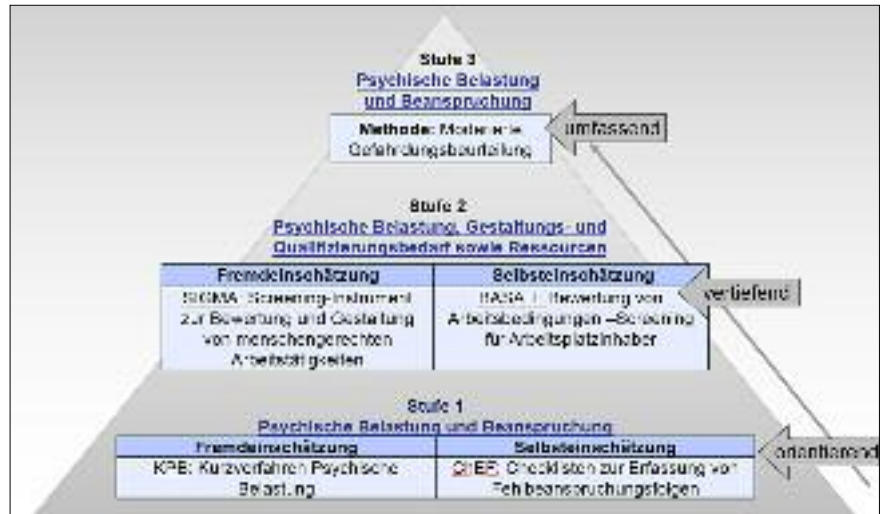 Stufe 3
Psychische Belastung
und Beanspruchung
Methode: Moderierte
Gefährdungsbeurteilung
umfassend
Stufe 2
Psychische Belastung, Gestaltungs- und
Qualifizierungsbedarf sowie Ressourcen
Fremdeinschätzung
SIGMA: Screening-Instrument
zur Bewertung und Gestaltung
von menschengerechten
Arbeitstätigkeiten
Selbsteinschätzung
BASA I: Bewertung von
Arbeitsbedingungen –Screening
für Arbeitsplatzinhaber
vertiefend
Stufe 1
Psychische Belastung und Beanspruchung
Fremdeinschätzung
KPB: Kurzverfahren Psychische
Belastung
Selbsteinschätzung
ChEF: Checklisten zur Erfassung von
Fehlbeanspruchungsfolgen
orientierend